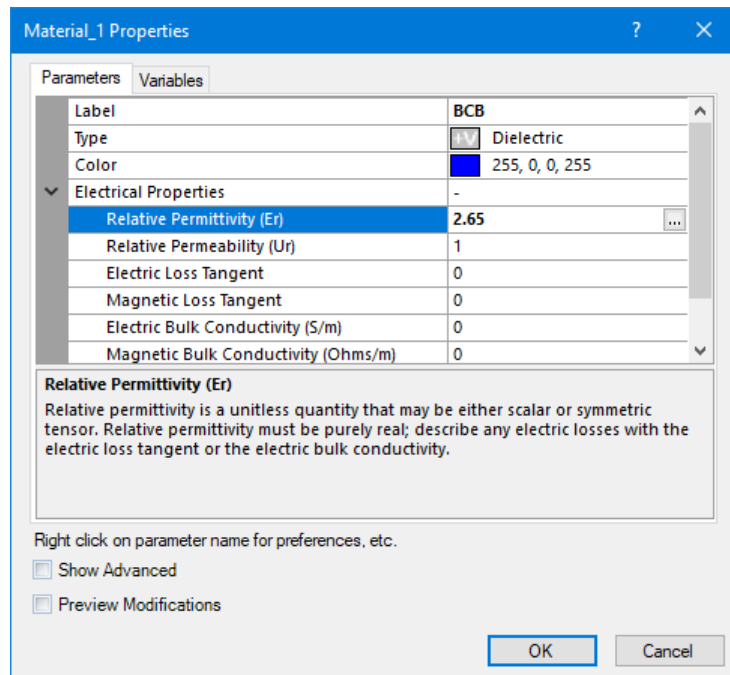 Material_1 Properties ? ×
Parameters Variables
Label BCB
Type +V Dielectric
Color 255, 0, 0, 255
Electrical Properties -
Relative Permittivity (Er) 2.65 ...
Relative Permeability (Ur) 1
Electric Loss Tangent 0
Magnetic Loss Tangent 0
Electric Bulk Conductivity (S/m) 0
Magnetic Bulk Conductivity (Ohms/m) 0
Relative Permittivity (Er)
Relative permittivity is a unitless quantity that may be either scalar or symmetric
tensor. Relative permittivity must be purely real; describe any electric losses with the
electric loss tangent or the electric bulk conductivity.
Right click on parameter name for preferences, etc.
Show Advanced
Preview Modifications
OK Cancel